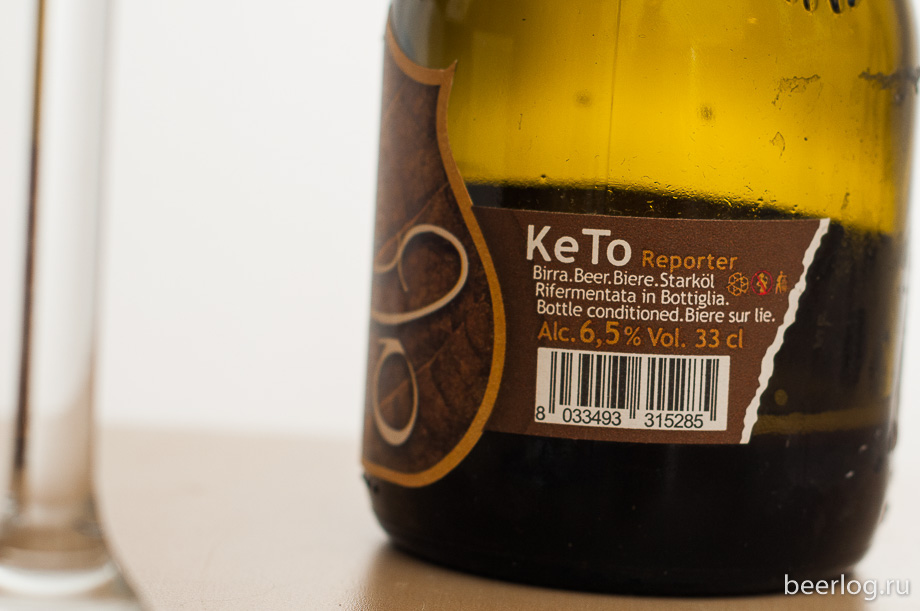 KeTo Reporter
Birra.Beer.Biere.Starköl
Rifermentata in Bottiglia.
Bottle conditioned.Biere sur lie.
Alc.6,5% Vol. 33 cl
8 033493 315285
beerlog.ru